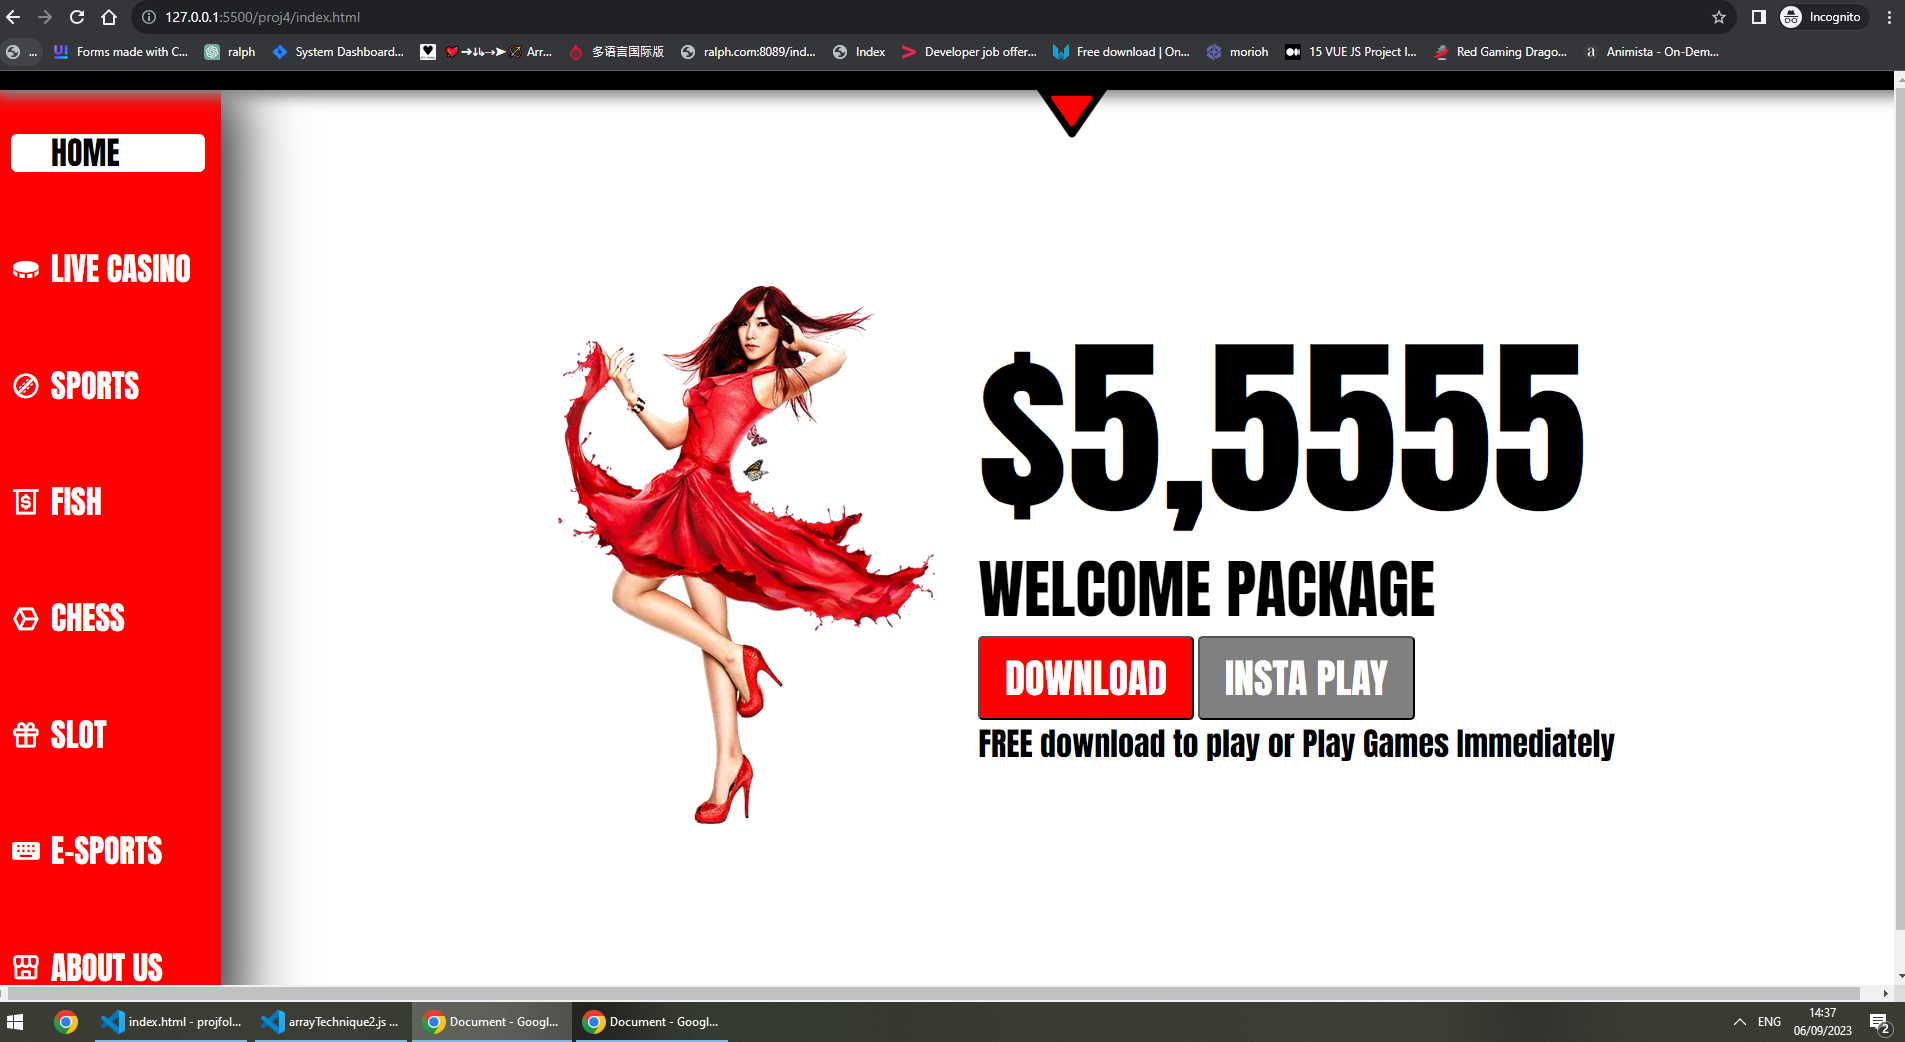 127.0.0.1:5500/proj4/index.html
Incognito
...
Forms made with C...
ralph
System Dashboard...
Arr...
多语言国际版
ralph.com:8089/ind...
Index
Developer job offer...
Free download | On...
morioh
15 VUE JS Project I...
Red Gaming Drago...
Animista - On-Dem...
HOME
LIVE CASINO
SPORTS
FISH
CHESS
SLOT
E-SPORTS
ABOUT US
$5,5555
WELCOME PACKAGE
DOWNLOAD
INSTA PLAY
FREE download to play or Play Games Immediately
index.html - projfol...
arrayTechnique2.js ...
Document - Googl...
Document - Googl...
ENG
14:37
06/09/2023
2